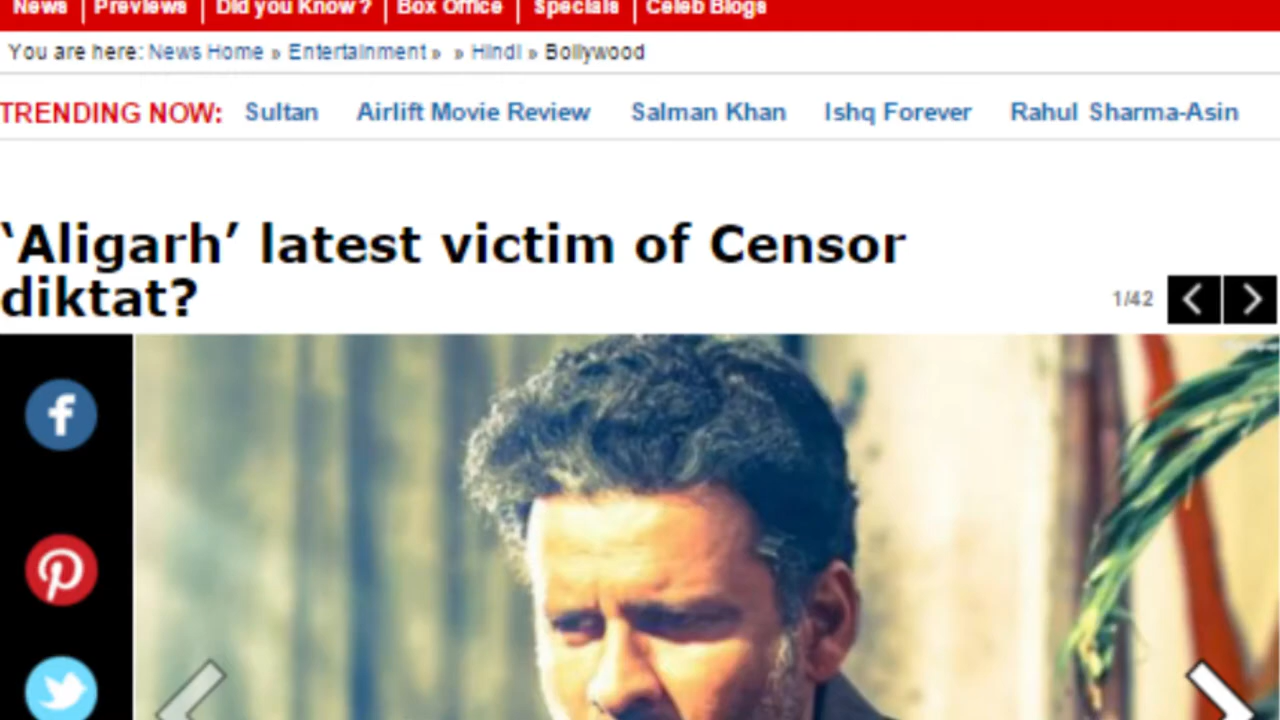 News | Previews | Did you Know? | Box Office | Specials | Celeb Blogs
You are here: News Home » Entertainment » » Hindi » Bollywood
TRENDING NOW: Sultan Airlift Movie Review Salman Khan Ishq Forever Rahul Sharma-Asin
‘Aligarh’ latest victim of Censor
diktat?
1/42